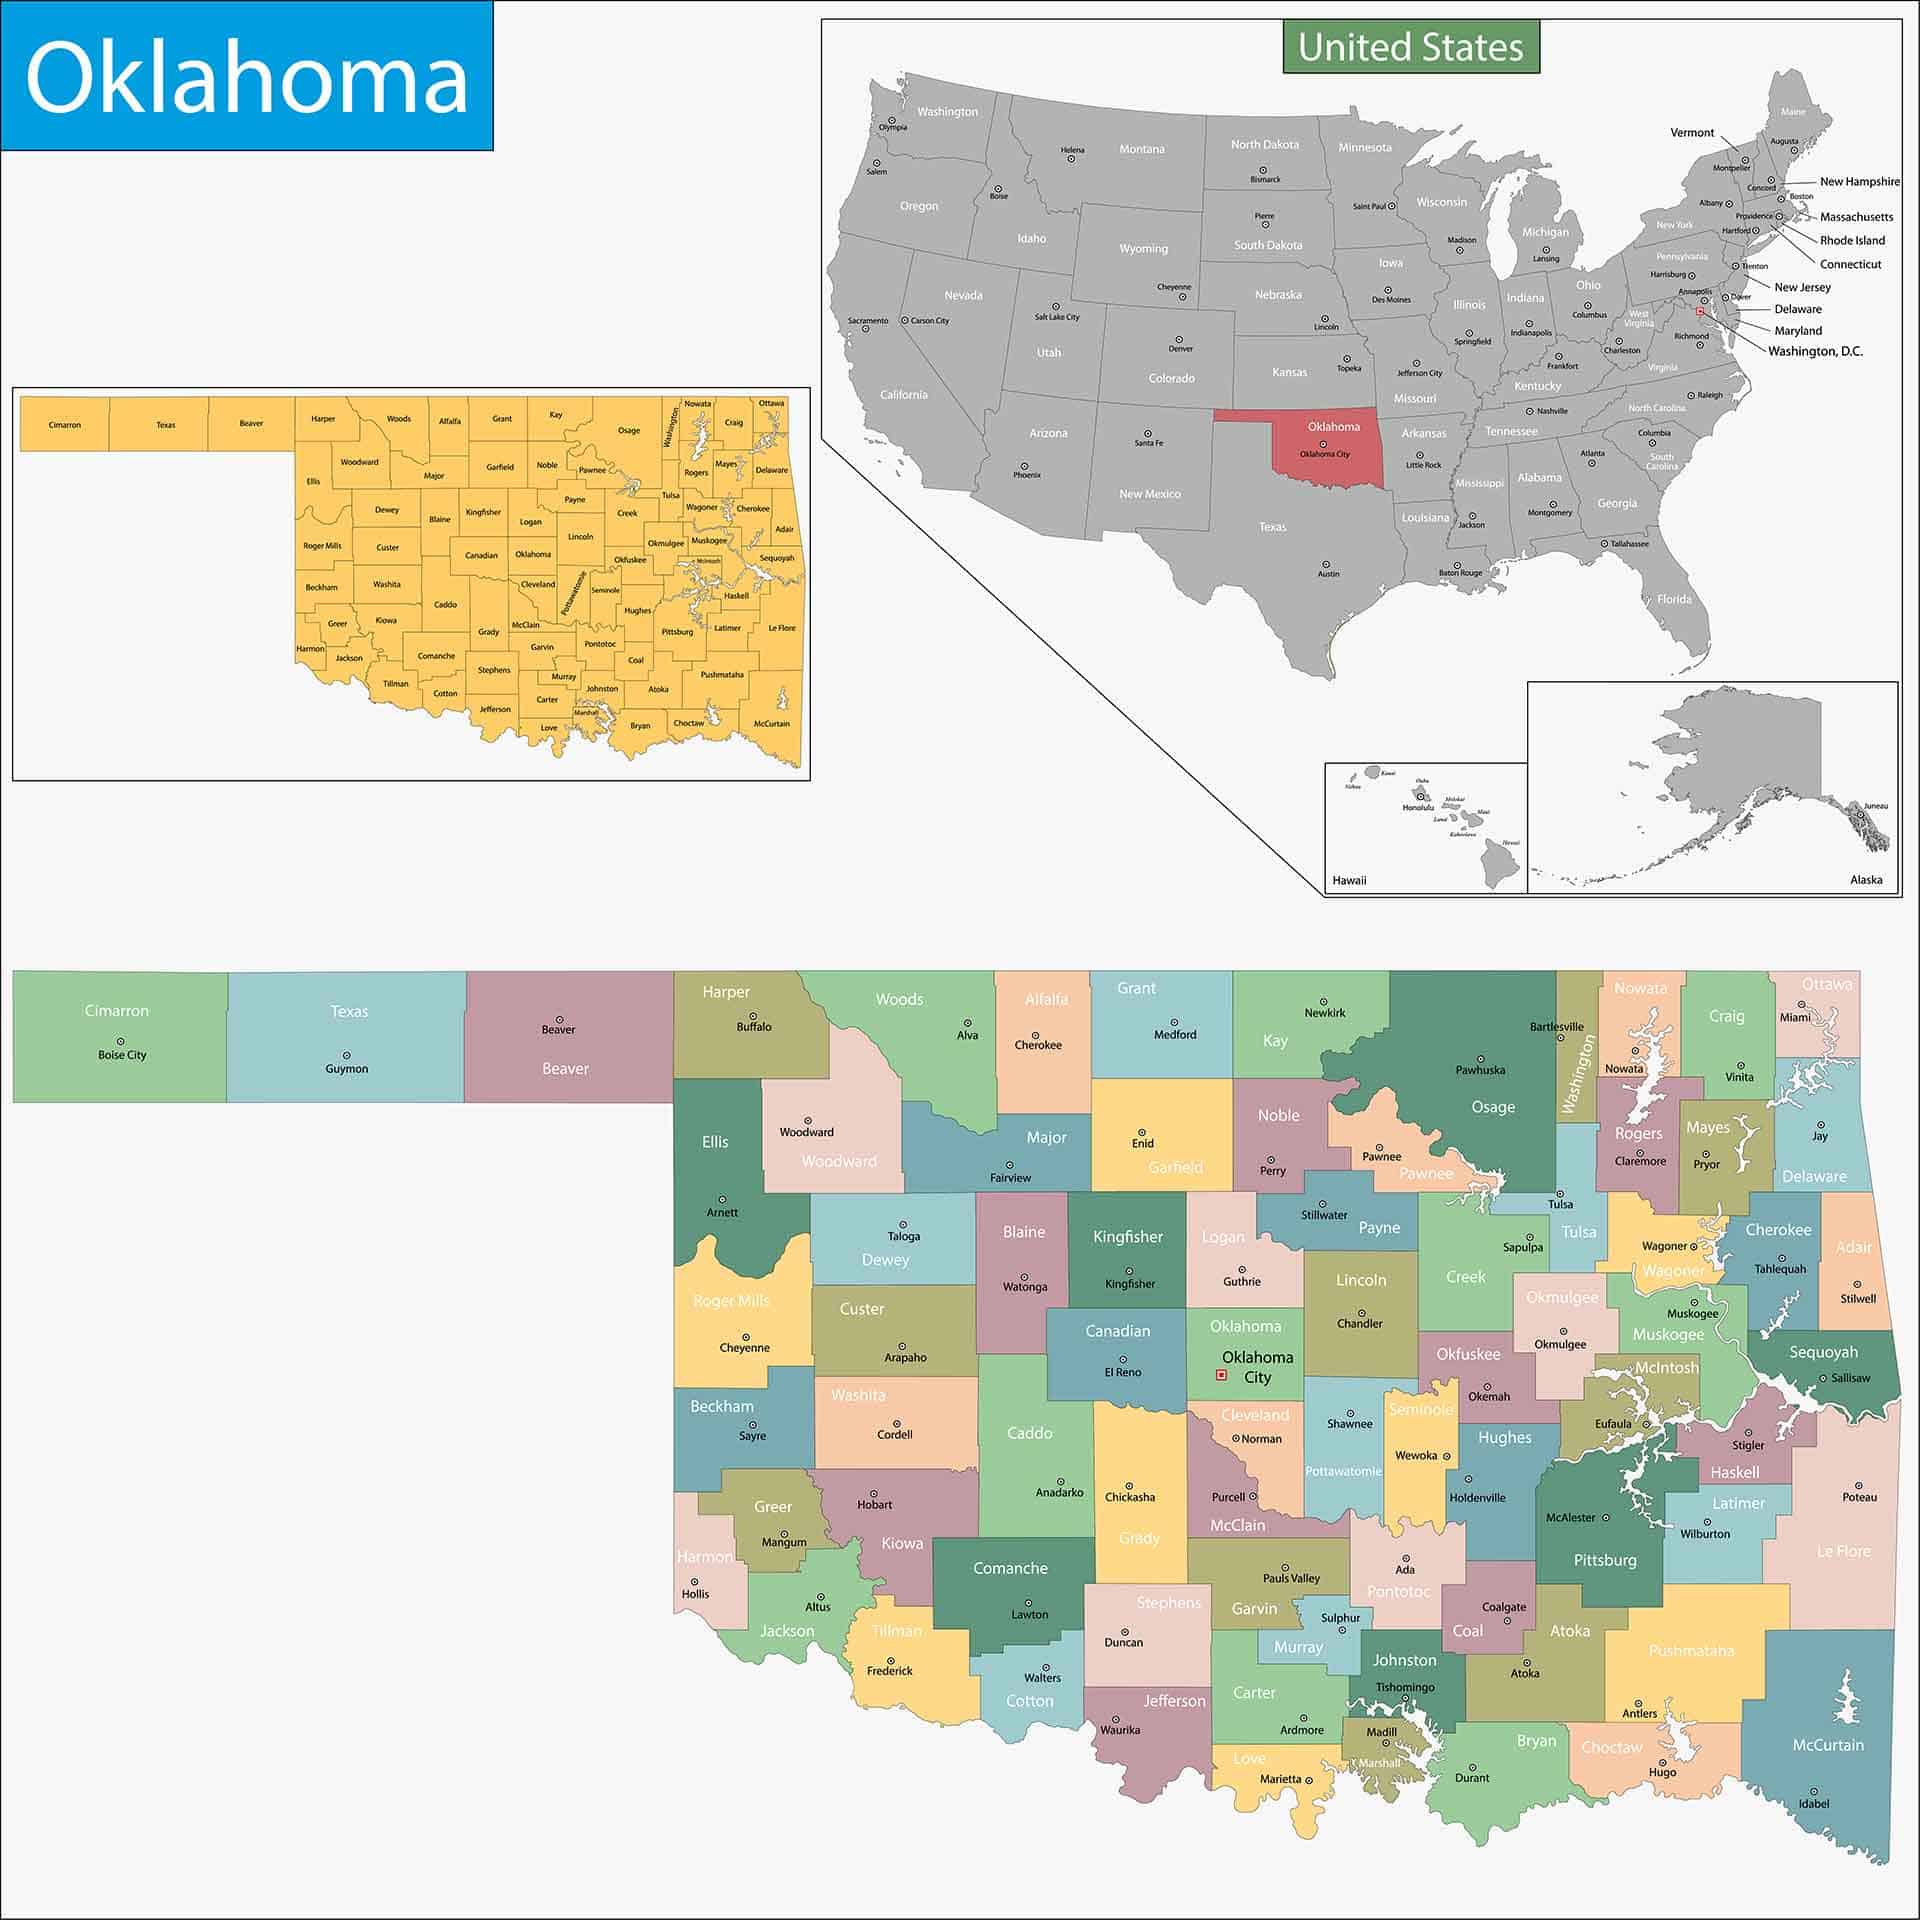 Oklahoma
United States
Washington
Olympia
Salem
Oregon
Helena
Montana
Boise
Idaho
North Dakota
Bismarck
Minnesota
Saint Paul
Pierre
South Dakota
Wisconsin
Madison
Michigan
Lansing
Wyoming
Cheyenne
Iowa
Des Moines
Nebraska
Lincoln
Nevada
Carson City
Sacramento
California
Salt Lake City
Utah
Denver
Colorado
Kansas
Topeka
Jefferson City
Missouri
Illinois
Springfield
Indiana
Indianapolis
Ohio
Columbus
West
Virginia
Charleston
Frankfort
Kentucky
Virginia
Richmond
Vermont
Montpelier
Maine
Augusta
New Hampshire
Concord
Boston
Massachusetts
Albany
Providence
Hartford
New York
Rhode Island
Connecticut
Pennsylvania
Harrisburg
Trenton
New Jersey
Annapolis
Dover
Delaware
Maryland
Washington, D.C.
Raleigh
North Carolina
Nashville
Tennessee
Columbia
South
Carolina
Atlanta
Georgia
Alabama
Montgomery
Mississippi
Jackson
Arkansas
Little Rock
Louisiana
Baton Rouge
Tallahassee
Florida
Oklahoma
Oklahoma City
Texas
Austin
New Mexico
Santa Fe
Arizona
Phoenix
Kauai
Niihau
Oahu
Honolulu
Molokai
Maui
Lanai
Kahoolawe
Hawaii
Hawaii
Juneau
Alaska
Cimarron
Texas
Beaver
Harper
Woods
Alfalfa
Grant
Kay
Osage
Washington
Nowata
Craig
Ottawa
Ellis
Woodward
Major
Garfield
Noble
Pawnee
Rogers
Mayes
Delaware
Dewey
Blaine
Kingfisher
Logan
Payne
Creek
Tulsa
Wagoner
Cherokee
Adair
Roger Mills
Custer
Canadian
Oklahoma
Lincoln
Okfuskee
Okmulgee
Muskogee
McIntosh
Sequoyah
Beckham
Washita
Caddo
Cleveland
Pottawatomie
Seminole
Hughes
Haskell
Greer
Kiowa
Grady
McClain
Pittsburg
Latimer
Le Flore
Harmon
Jackson
Comanche
Stephens
Garvin
Pontotoc
Coal
Pushmataha
Tillman
Cotton
Jefferson
Murray
Carter
Johnston
Atoka
Love
Marshall
Bryan
Choctaw
McCurtain
Cimarron
Boise City
Texas
Guymon
Beaver
Beaver
Harper
Buffalo
Woods
Alva
Alfalfa
Cherokee
Grant
Medford
Kay
Newkirk
Osage
Pawhuska
Bartlesville
Washington
Nowata
Nowata
Craig
Vinita
Ottawa
Miami
Ellis
Arnett
Woodward
Woodward
Major
Fairview
Enid
Garfield
Noble
Perry
Pawnee
Pawnee
Rogers
Claremore
Mayes
Pryor
Jay
Delaware
Taloga
Dewey
Blaine
Watonga
Kingfisher
Kingfisher
Logan
Guthrie
Stillwater
Payne
Sapulpa
Creek
Tulsa
Tulsa
Wagoner
Wagoner
Cherokee
Tahlequah
Adair
Stilwell
Roger Mills
Cheyenne
Custer
Arapaho
Canadian
El Reno
Oklahoma
Oklahoma
City
Lincoln
Chandler
Okfuskee
Okemah
Okmulgee
Okmulgee
Muskogee
Muskogee
McIntosh
Eufaula
Sequoyah
Sallisaw
Beckham
Sayre
Washita
Cordell
Caddo
Anadarko
Chickasha
Grady
Cleveland
Norman
Shawnee
Pottawatomie
Seminole
Wewoka
Hughes
Holdenville
Stigler
Haskell
Harmon
Hollis
Greer
Mangum
Hobart
Kiowa
Comanche
Lawton
Purcell
McClain
Pauls Valley
Garvin
Ada
Pontotoc
McAlester
Pittsburg
Latimer
Wilburton
Poteau
Le Flore
Altus
Jackson
Tillman
Frederick
Walters
Cotton
Stephens
Duncan
Sulphur
Murray
Coalgate
Coal
Atoka
Atoka
Pushmataha
Antlers
Jefferson
Waurika
Carter
Ardmore
Johnston
Tishomingo
Love
Marietta
Madill
Marshall
Bryan
Durant
Choctaw
Hugo
McCurtain
Idabel